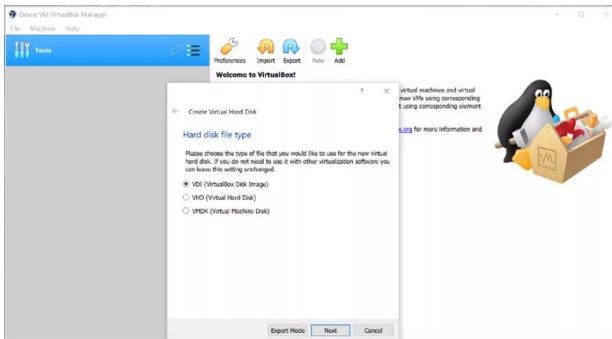 Oracle VM VirtualBox Manager
File Machine Help
Tools
Preferences Import Export New Add
Welcome to VirtualBox!
virtual machines and virtual
new VMs using corresponding
t using corresponding element
x.org for more information and
? ×
Create Virtual Hard Disk
Hard disk file type
Please choose the type of file that you would like to use for the new virtual
hard disk. If you do not need to use it with other virtualization software you
can leave this setting unchanged.
VDI (VirtualBox Disk Image)
VHD (Virtual Hard Disk)
VMDK (Virtual Machine Disk)
Expert Mode Next Cancel